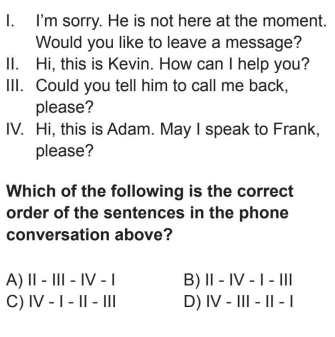 I. I'm sorry. He is not here at the moment.
Would you like to leave a message?
II. Hi, this is Kevin. How can I help you?
III. Could you tell him to call me back,
please?
IV. Hi, this is Adam. May I speak to Frank,
please?
Which of the following is the correct
order of the sentences in the phone
conversation above?
A) II - III - IV - I B) II - IV - I - III
C) IV - I - II - III D) IV - III - II - I